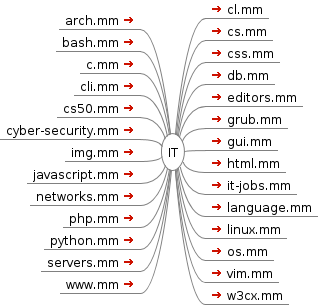 arch.mm
bash.mm
c.mm
cli.mm
cs50.mm
cyber-security.mm
img.mm
javascript.mm
networks.mm
php.mm
python.mm
servers.mm
www.mm
IT
cl.mm
cs.mm
css.mm
db.mm
editors.mm
grub.mm
gui.mm
html.mm
it-jobs.mm
language.mm
linux.mm
os.mm
vim.mm
w3cx.mm